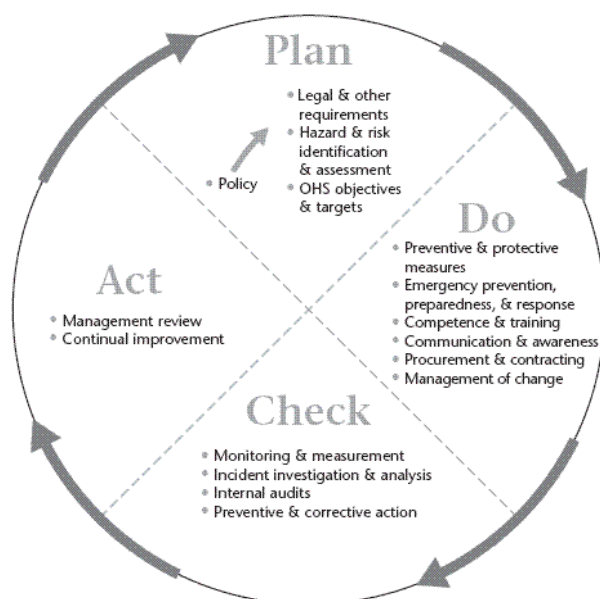 Plan
• Legal & other
requirements
• Hazard & risk
identification
& assessment
• OHS objectives
& targets
• Policy
Do
• Preventive & protective
measures
• Emergency prevention,
preparedness, & response
• Competence & training
• Communication & awareness
• Procurement & contracting
• Management of change
Check
• Monitoring & measurement
• Incident investigation & analysis
• Internal audits
• Preventive & corrective action
Act
• Management review
• Continual improvement